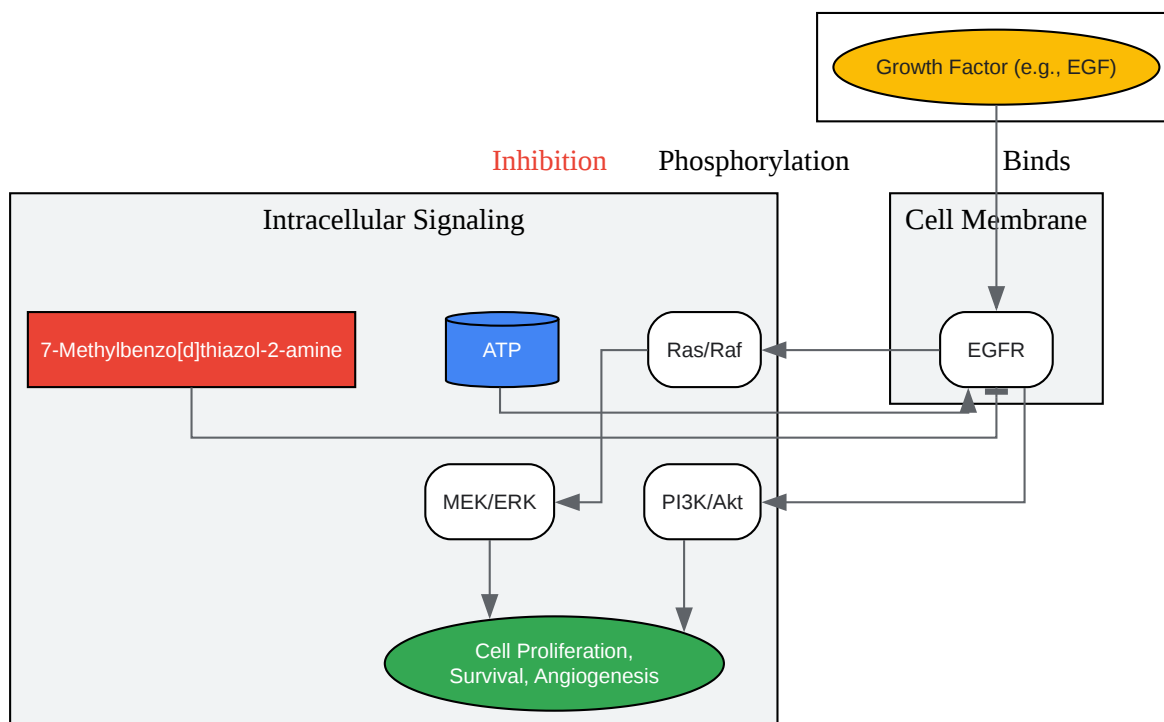 Growth Factor (e.g., EGF)
Inhibition
Phosphorylation
Binds
Intracellular Signaling
Cell Membrane
7-Methylbenzo[d]thiazol-2-amine
ATP
Ras/Raf
EGFR
MEK/ERK
PI3K/Akt
Cell Proliferation,
Survival, Angiogenesis